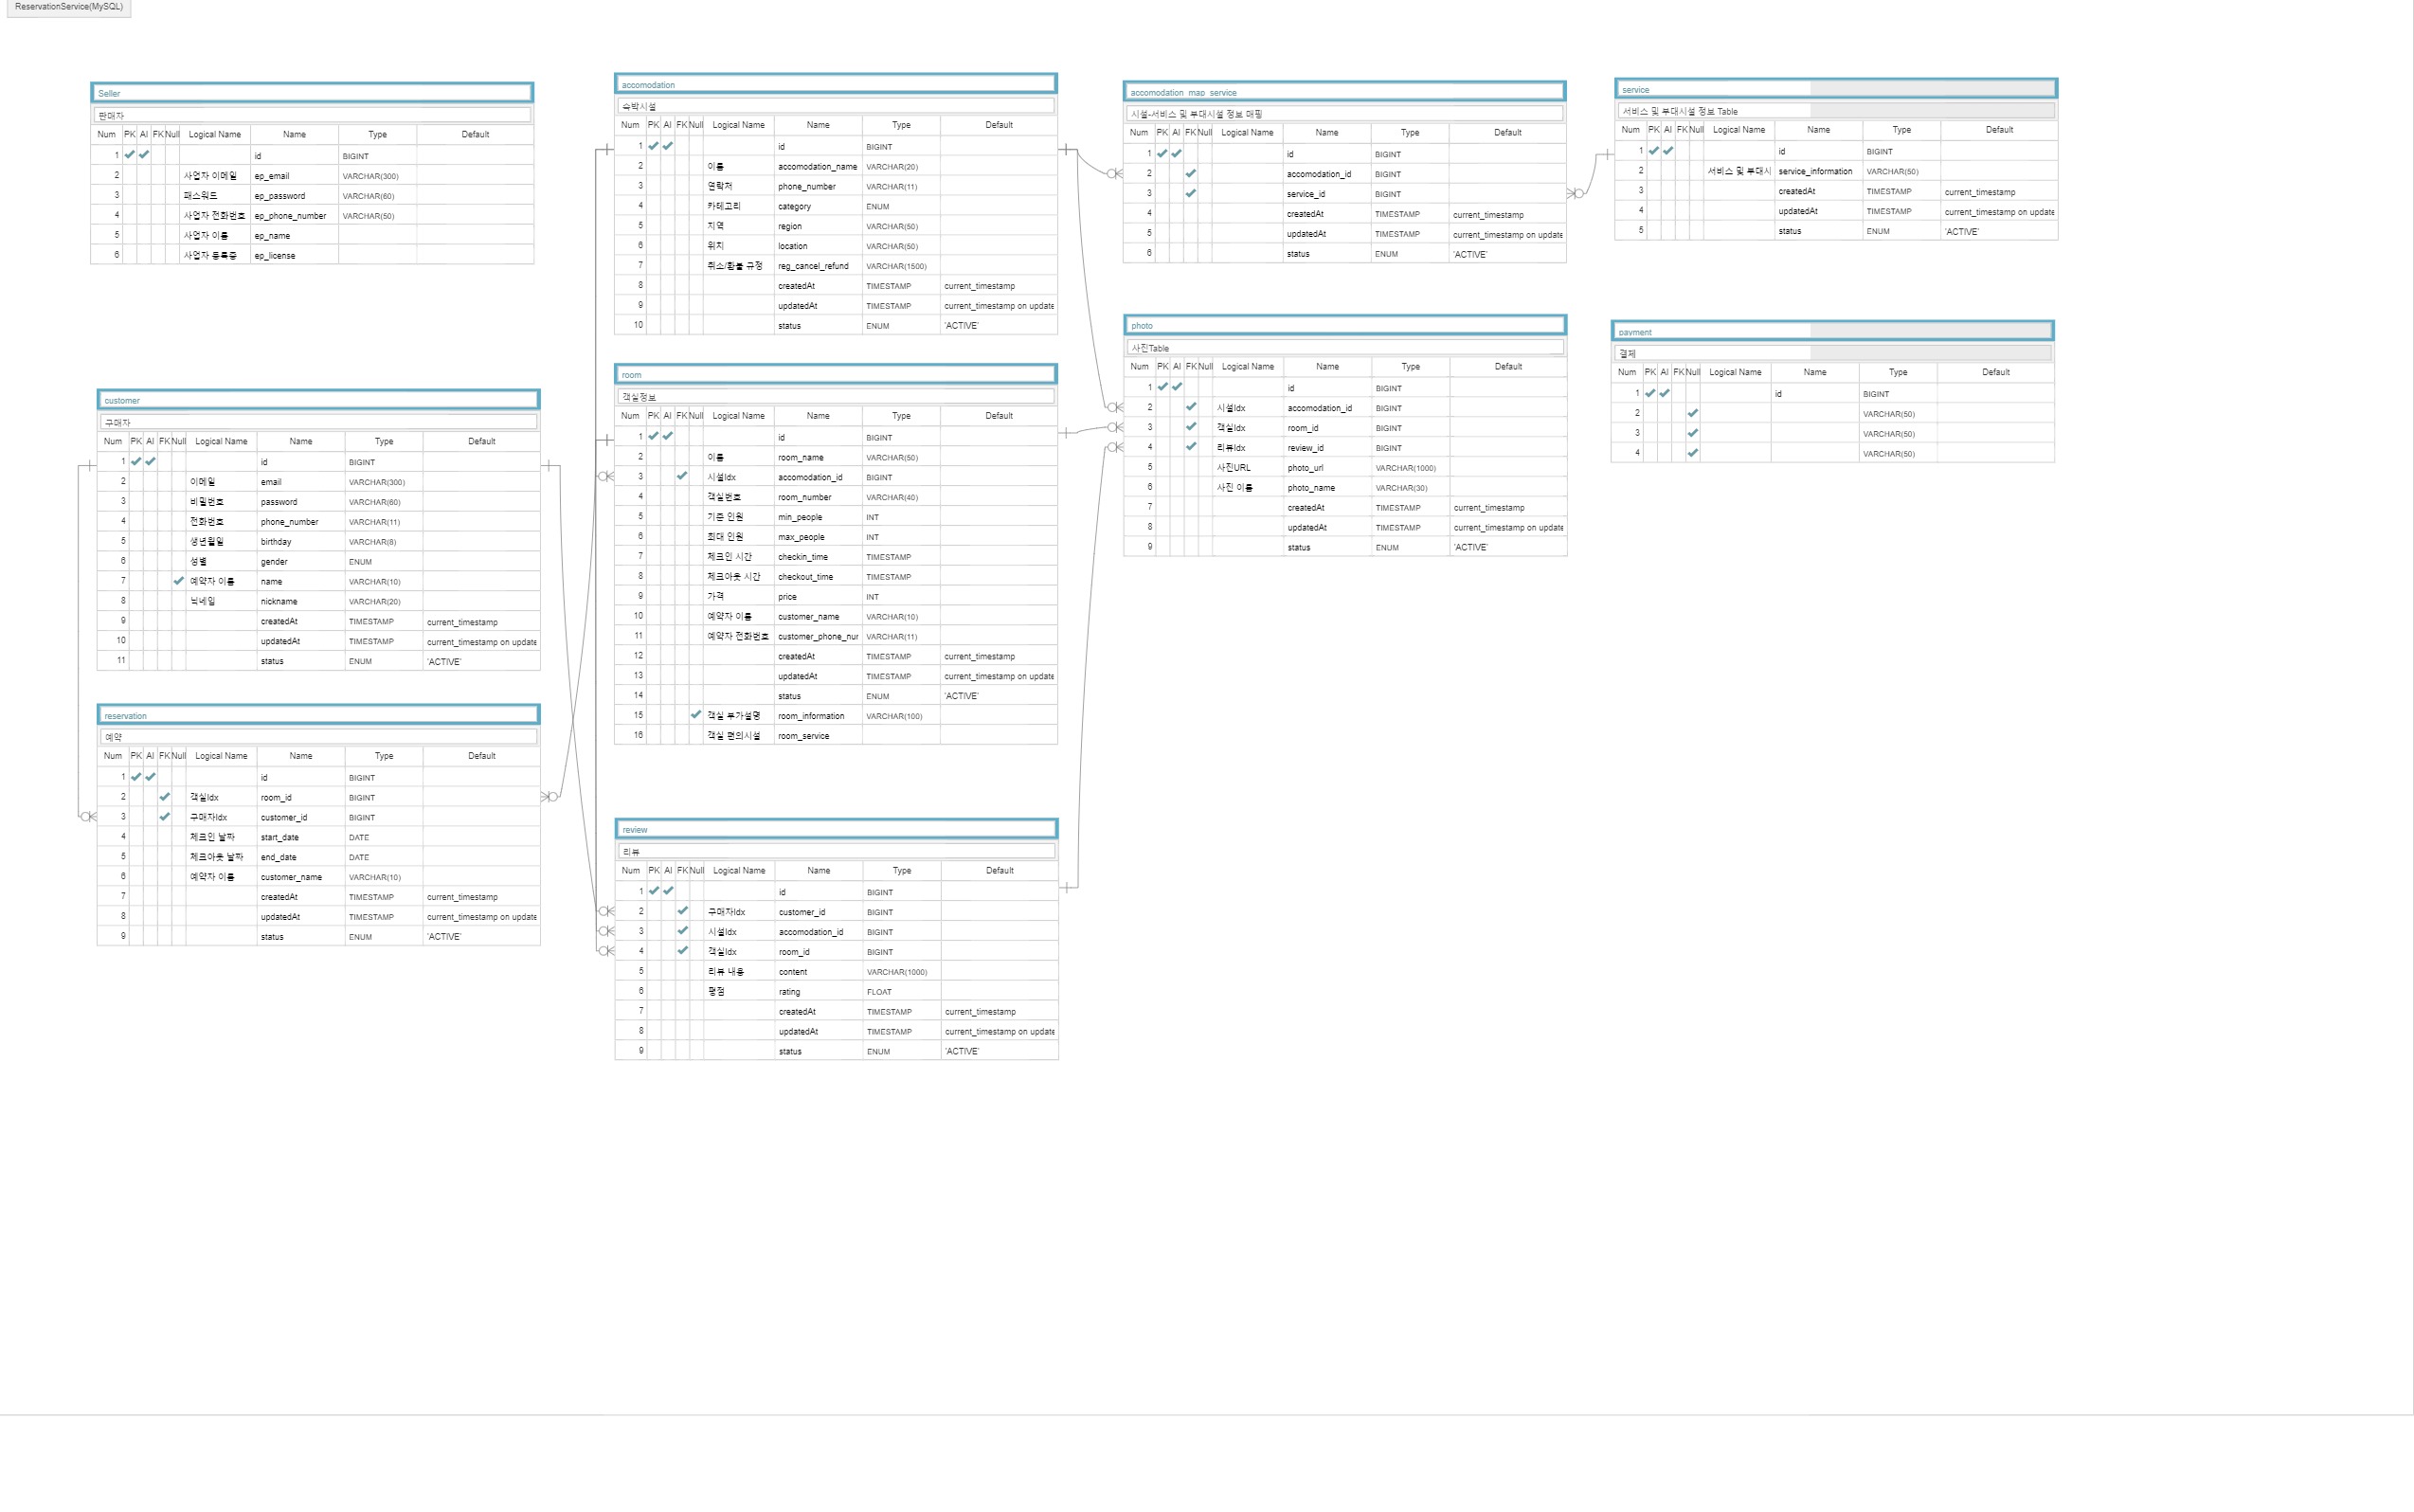 ReservationService(MySQL)
Seller
판매자
Num PK AI FK Null Logical Name Name Type Default
1 id BIGINT
2 사업자 이메일 ep_email VARCHAR(300)
3 패스워드 ep_password VARCHAR(60)
4 사업자 전화번호 ep_phone_number VARCHAR(50)
5 사업자 이름 ep_name
6 사업자 등록증 ep_license
customer
구매자
Num PK AI FK Null Logical Name Name Type Default
1 id BIGINT
2 이메일 email VARCHAR(300)
3 비밀번호 password VARCHAR(60)
4 전화번호 phone_number VARCHAR(11)
5 생년월일 birthday VARCHAR(8)
6 성별 gender ENUM
7 예약자 이름 name VARCHAR(10)
8 닉네임 nickname VARCHAR(20)
9 createdAt TIMESTAMP current_timestamp
10 updatedAt TIMESTAMP current_timestamp on update
11 status ENUM 'ACTIVE'
reservation
예약
Num PK AI FK Null Logical Name Name Type Default
1 id BIGINT
2 객실Idx room_id BIGINT
3 구매자Idx customer_id BIGINT
4 체크인 날짜 start_date DATE
5 체크아웃 날짜 end_date DATE
6 예약자 이름 customer_name VARCHAR(10)
7 createdAt TIMESTAMP current_timestamp
8 updatedAt TIMESTAMP current_timestamp on update
9 status ENUM 'ACTIVE'
accomodation
숙박시설
Num PK AI FK Null Logical Name Name Type Default
1 id BIGINT
2 이름 accomodation_name VARCHAR(20)
3 연락처 phone_number VARCHAR(11)
4 카테고리 category ENUM
5 지역 region VARCHAR(50)
6 위치 location VARCHAR(50)
7 취소/환불 규정 reg_cancel_refund VARCHAR(1500)
8 createdAt TIMESTAMP current_timestamp
9 updatedAt TIMESTAMP current_timestamp on update
10 status ENUM 'ACTIVE'
room
객실정보
Num PK AI FK Null Logical Name Name Type Default
1 id BIGINT
2 이름 room_name VARCHAR(50)
3 시설Idx accomodation_id BIGINT
4 객실번호 room_number VARCHAR(40)
5 기준 인원 min_people INT
6 최대 인원 max_people INT
7 체크인 시간 checkin_time TIMESTAMP
8 체크아웃 시간 checkout_time TIMESTAMP
9 가격 price INT
10 예약자 이름 customer_name VARCHAR(10)
11 예약자 전화번호 customer_phone_nur VARCHAR(11)
12 createdAt TIMESTAMP current_timestamp
13 updatedAt TIMESTAMP current_timestamp on update
14 status ENUM 'ACTIVE'
15 객실 부가설명 room_information VARCHAR(100)
16 객실 편의시설 room_service
review
리뷰
Num PK AI FK Null Logical Name Name Type Default
1 id BIGINT
2 구매자Idx customer_id BIGINT
3 시설Idx accomodation_id BIGINT
4 객실Idx room_id BIGINT
5 리뷰 내용 content VARCHAR(1000)
6 평점 rating FLOAT
7 createdAt TIMESTAMP current_timestamp
8 updatedAt TIMESTAMP current_timestamp on update
9 status ENUM 'ACTIVE'
accomodation_map_service
시설-서비스 및 부대시설 정보 매핑
Num PK AI FK Null Logical Name Name Type Default
1 id BIGINT
2 accomodation_id BIGINT
3 service_id BIGINT
4 createdAt TIMESTAMP current_timestamp
5 updatedAt TIMESTAMP current_timestamp on update
6 status ENUM 'ACTIVE'
photo
사진Table
Num PK AI FK Null Logical Name Name Type Default
1 id BIGINT
2 시설Idx accomodation_id BIGINT
3 객실Idx room_id BIGINT
4 리뷰Idx review_id BIGINT
5 사진URL photo_url VARCHAR(1000)
6 사진 이름 photo_name VARCHAR(30)
7 createdAt TIMESTAMP current_timestamp
8 updatedAt TIMESTAMP current_timestamp on update
9 status ENUM 'ACTIVE'
service
서비스 및 부대시설 정보 Table
Num PK AI FK Null Logical Name Name Type Default
1 id BIGINT
2 서비스 및 부대시 service_information VARCHAR(50)
3 createdAt TIMESTAMP current_timestamp
4 updatedAt TIMESTAMP current_timestamp on update
5 status ENUM 'ACTIVE'
payment
결제
Num PK AI FK Null Logical Name Name Type Default
1 id BIGINT
2 VARCHAR(50)
3 VARCHAR(50)
4 VARCHAR(50)